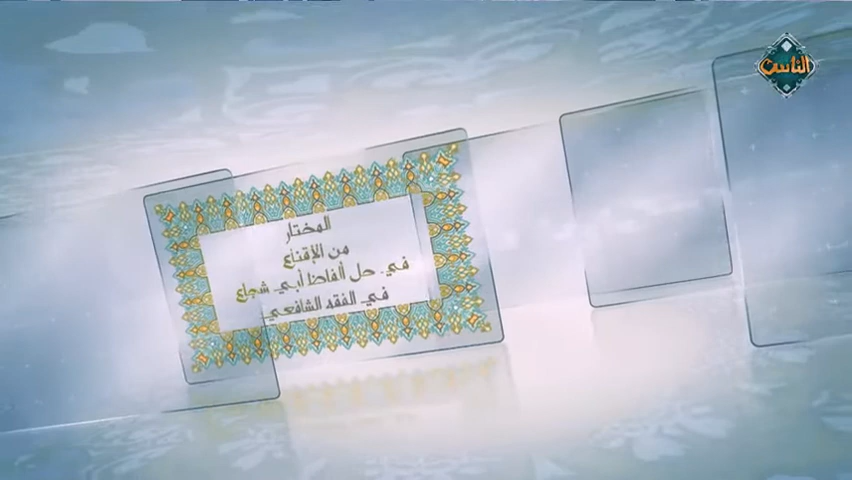 الناس
المختار
من الإقناع
في حل ألفاظ أبي شجاع
في الفقه الشافعي